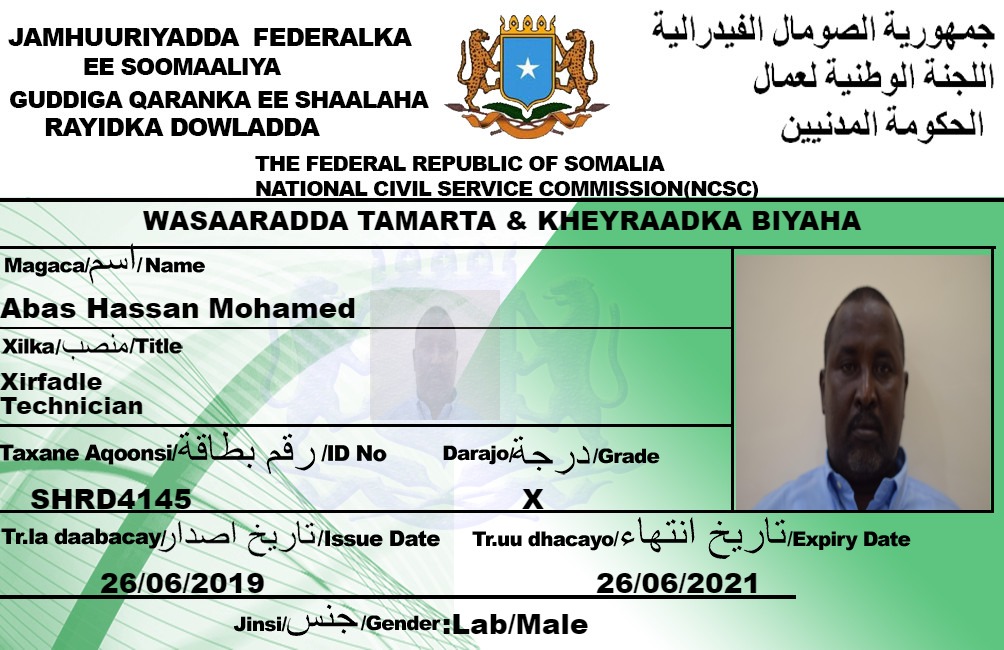 JAMHUURIYADDA FEDERALKA
EE SOOMAALIYA
GUDDIGA QARANKA EE SHAALAHA
RAYIDKA DOWLADDA
جمهورية الصومال الفيدرالية
اللجنة الوطنية لعمال
الحكومة المدنيين
THE FEDERAL REPUBLIC OF SOMALIA
NATIONAL CIVIL SERVICE COMMISSION(NCSC)
WASAARADDA TAMARTA & KHEYRAADKA BIYAHA
Magaca/اسم/Name
Abas Hassan Mohamed
Xilka/منصب/Title
Xirfadle
Technician
Taxane Aqoonsi/رقم بطاقة/ID No
Darajo/درجة/Grade
SHRD4145
X
Tr.la daabacay/تاريخ اصدار/Issue Date
Tr.uu dhacayo/تاريخ انتهاء/Expiry Date
26/06/2019
26/06/2021
Jinsi/جنس/Gender:Lab/Male